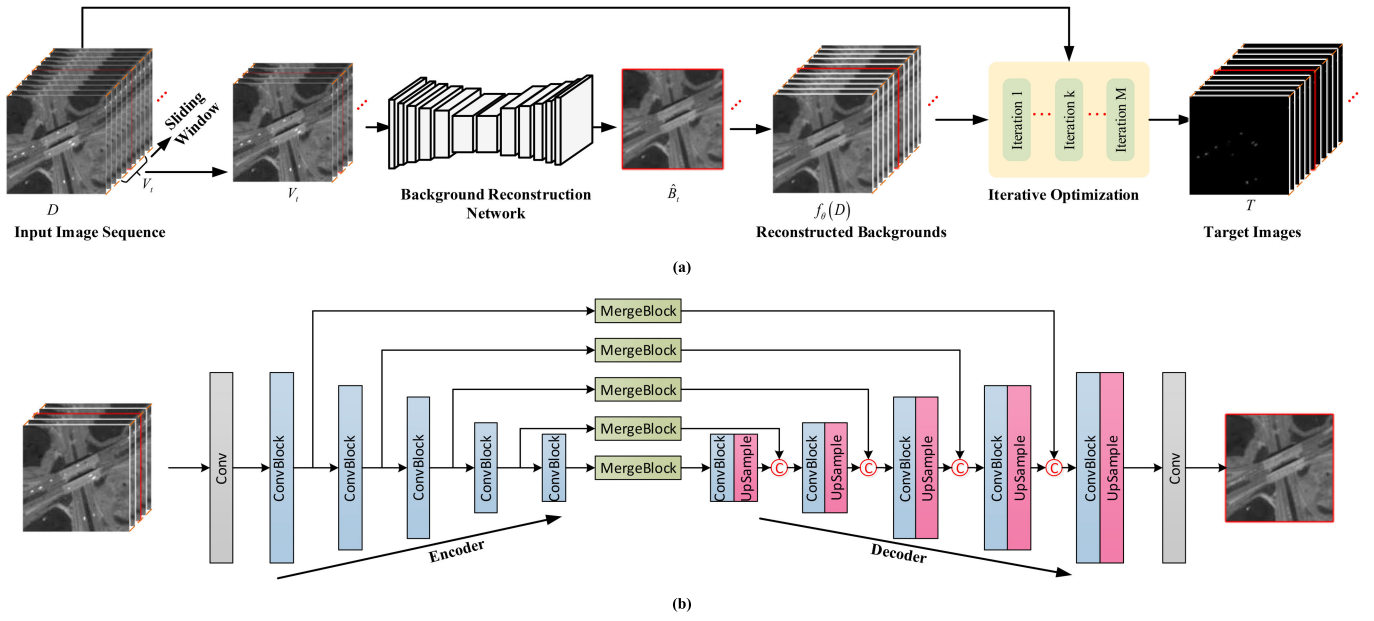 Sliding
Window
V_t
D
Input Image Sequence
V_t
Background Reconstruction
Network
B̂_t
f_θ(D)
Reconstructed Backgrounds
Iteration 1
Iteration k
Iteration M
Iterative Optimization
T
Target Images
(a)
MergeBlock
MergeBlock
MergeBlock
MergeBlock
MergeBlock
Conv
ConvBlock
ConvBlock
ConvBlock
ConvBlock
ConvBlock
ConvBlock
UpSample
C
ConvBlock
UpSample
C
ConvBlock
UpSample
C
ConvBlock
UpSample
C
ConvBlock
UpSample
Conv
Encoder
Decoder
(b)